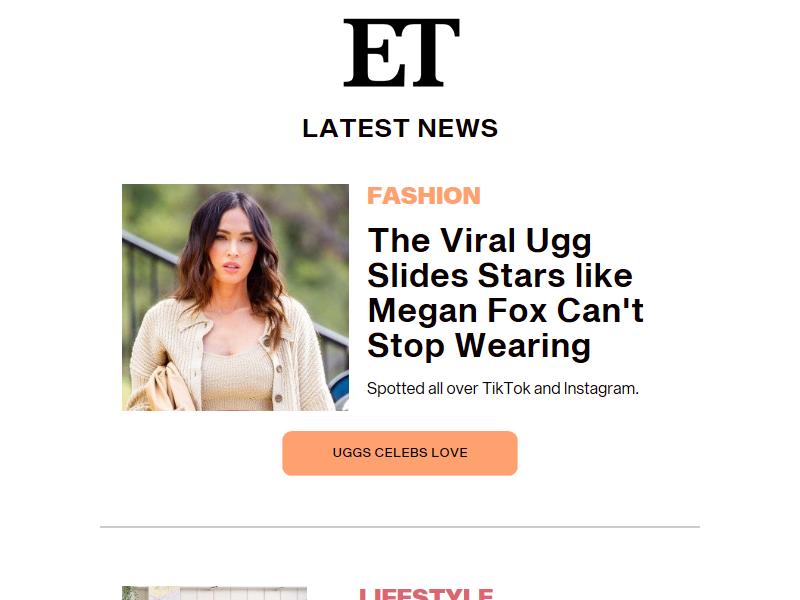 ET
LATEST NEWS
FASHION
The Viral Ugg
Slides Stars like
Megan Fox Can't
Stop Wearing
Spotted all over TikTok and Instagram.
UGGS CELEBS LOVE
LIFESTYLE